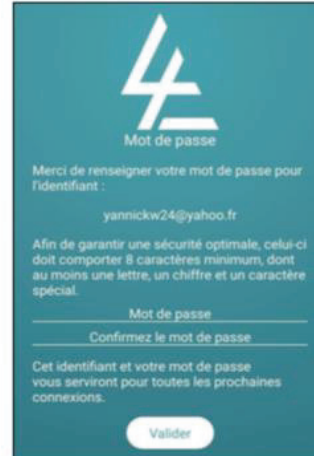 Mot de passe
Merci de renseigner votre mot de passe pour
l'identifiant :
yannickw24@yahoo.fr
Afin de garantir une sécurité optimale, celui-ci
doit comporter 8 caractères minimum, dont
au moins une lettre, un chiffre et un caractère
spécial.
Mot de passe
Confirmez le mot de passe
Cet identifiant et votre mot de passe
vous serviront pour toutes les prochaines
connexions.
Valider